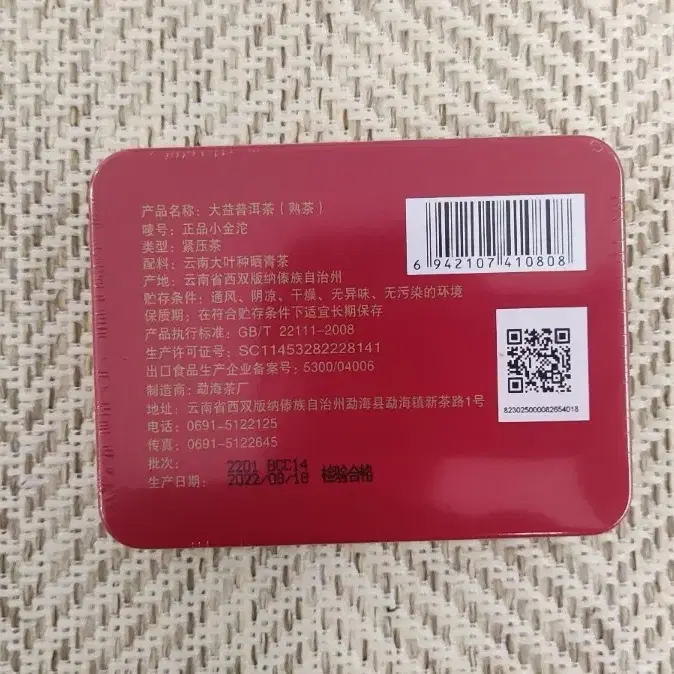 产品名称：大益普洱茶（熟茶）
唛号：正品小金沱
类型：紧压茶
配料：云南大叶种晒青茶
产地：云南省西双版纳傣族自治州
贮存条件：通风、阴凉、干燥、无异味、无污染的环境
保质期：在符合贮存条件下适宜长期保存
产品执行标准：GB/T 22111-2008
生产许可证号：SC11453282228141
出口食品生产企业备案号：5300/04006
制造商：勐海茶厂
地址：云南省西双版纳傣族自治州勐海县勐海镇新茶路1号
电话：0691-5122125
传真：0691-5122645
批次：2201 BCC14
生产日期：2022/08/18 检验合格
6 942107 410808
823025000082654018